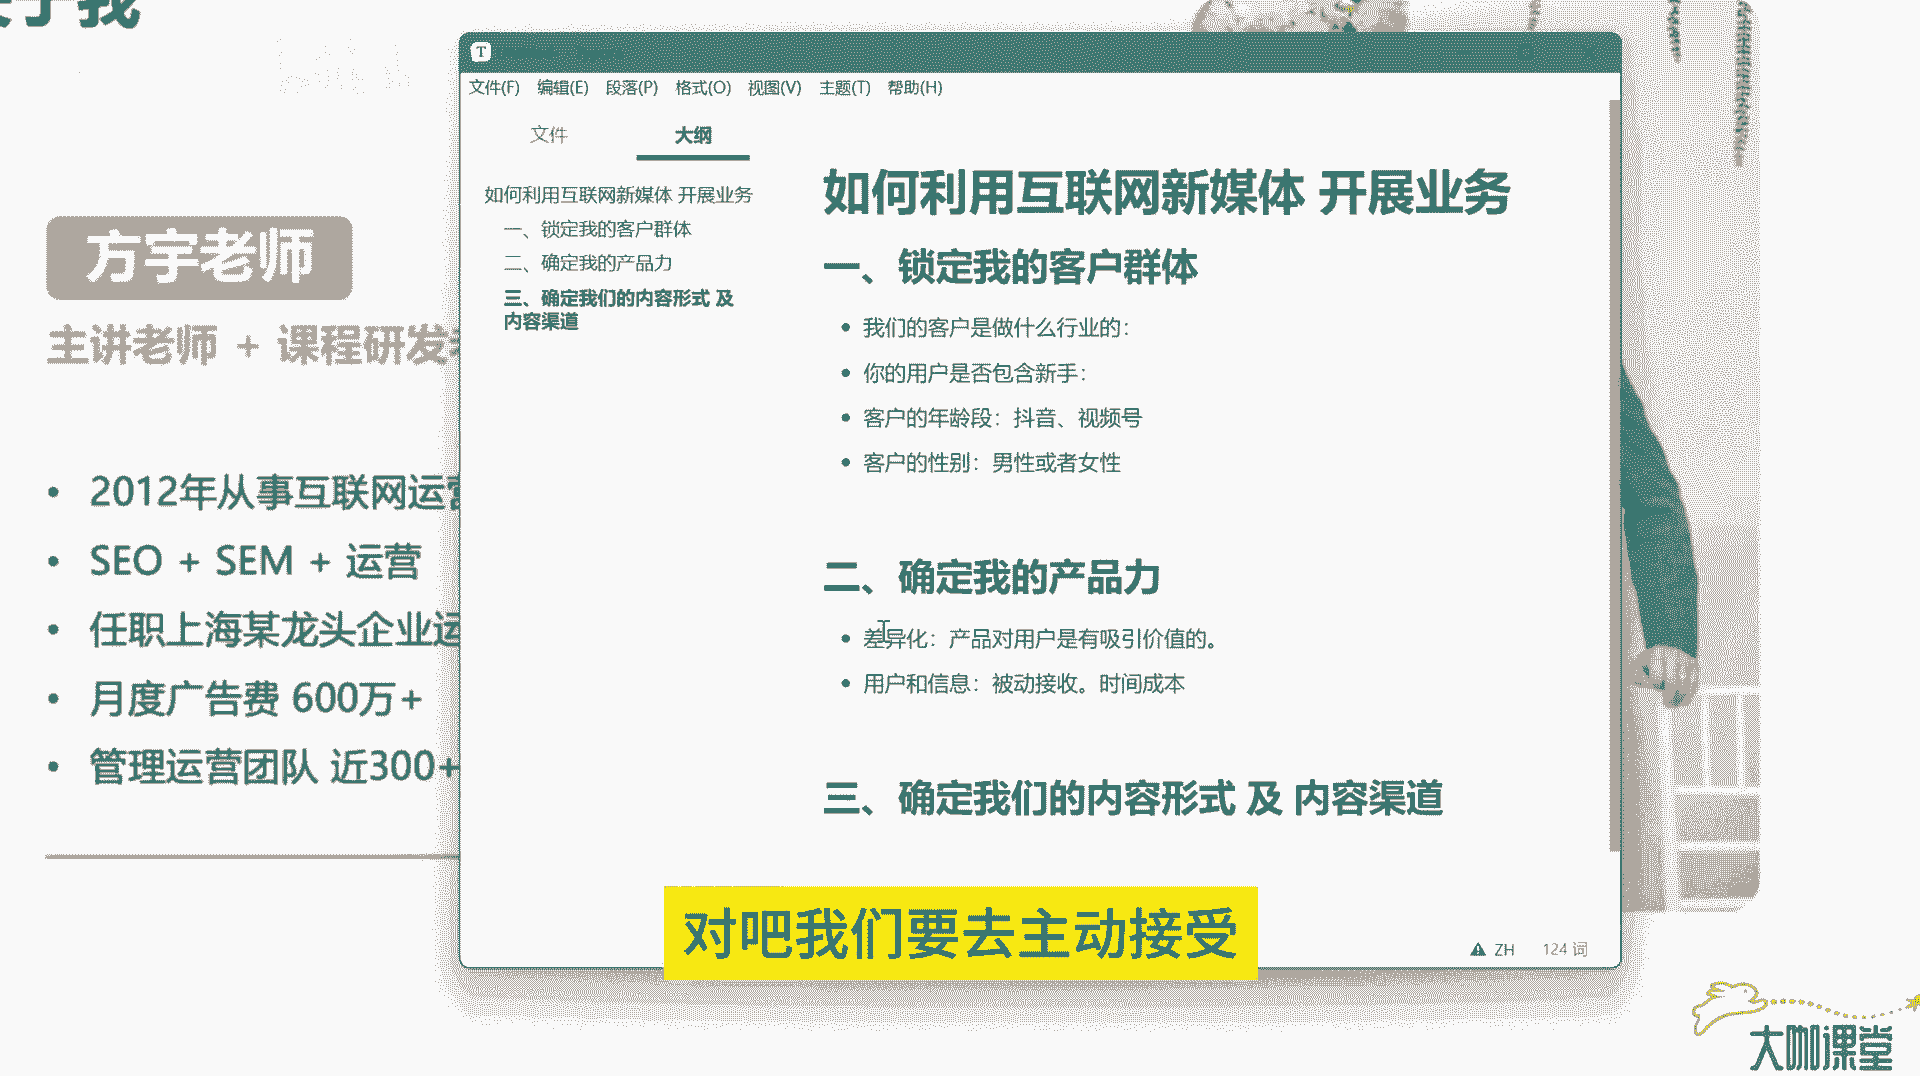 方宇老师
主讲老师 + 课程研发
2012年从事互联网运营
SEO + SEM + 运营
任职上海某龙头企业运
月度广告费 600万+
管理运营团队 近300+
T
文件(F) 编辑(E) 段落(P) 格式(O) 视图(V) 主题(T) 帮助(H)
文件 大纲
如何利用互联网新媒体 开展业务
一、锁定我的客户群体
二、确定我的产品力
三、确定我们的内容形式 及
内容渠道
如何利用互联网新媒体 开展业务
一、锁定我的客户群体
我们的客户是做什么行业的：
你的用户是否包含新手：
客户的年龄段：抖音、视频号
客户的性别：男性或者女性
二、确定我的产品力
差异化：产品对用户是有吸引价值的。
用户和信息：被动接收。时间成本
三、确定我们的内容形式 及 内容渠道
对吧我们要去主动接受
ZH 124 词
大咖课堂